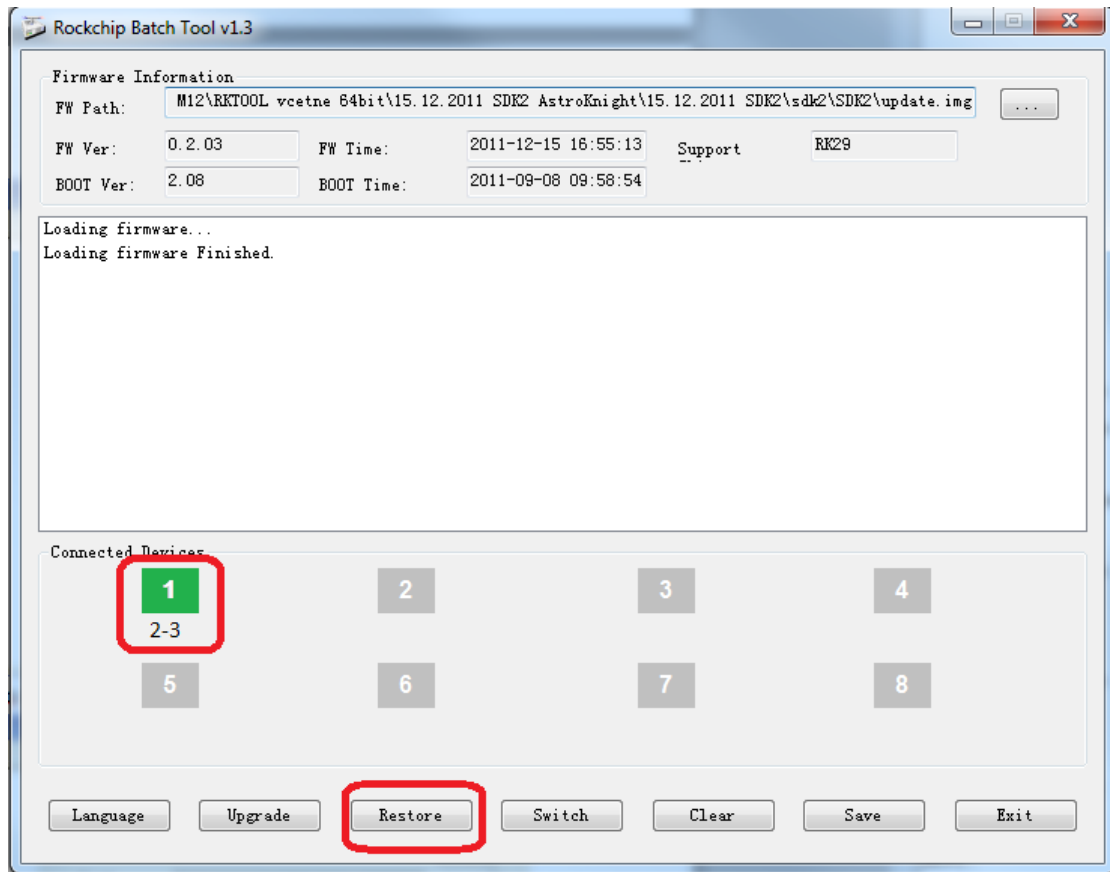 Rockchip Batch Tool v1.3
Firmware Information
FW Path: M12\RKTOOL vcetne 64bit\15.12.2011 SDK2 AstroKnight\15.12.2011 SDK2\sdk2\SDK2\update.img ...
FW Ver: 0.2.03 FW Time: 2011-12-15 16:55:13 Support RK29
BOOT Ver: 2.08 BOOT Time: 2011-09-08 09:58:54
Loading firmware...
Loading firmware Finished.
Connected Devices
1 2 3 4
2-3
5 6 7 8
Language Upgrade Restore Switch Clear Save Exit